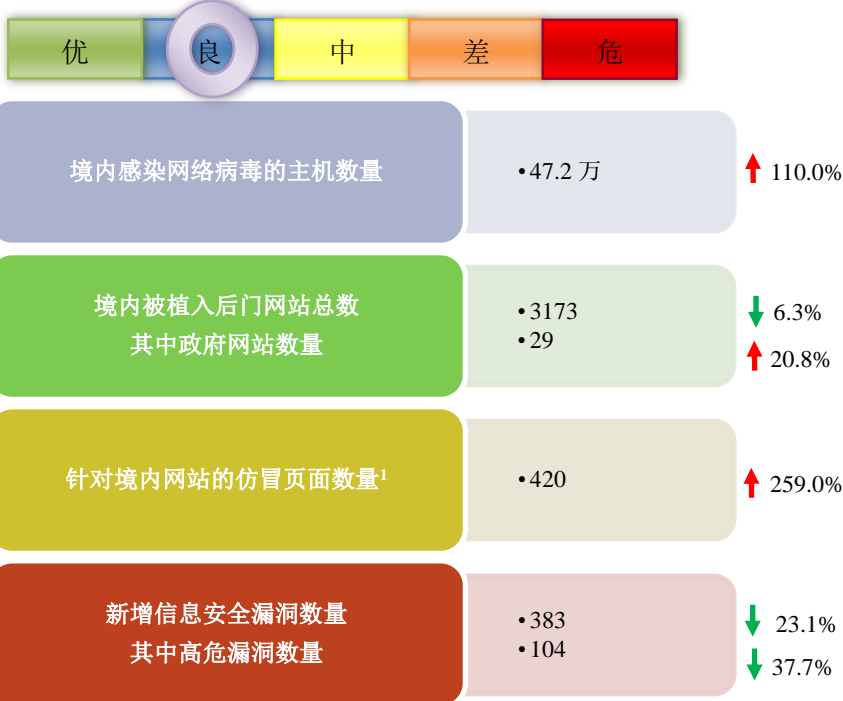 优 良 中 差 危
境内感染网络病毒的主机数量 •47.2 万 110.0%
境内被植入后门网站总数 •3173 6.3%
其中政府网站数量 •29 20.8%
针对境内网站的仿冒页面数量¹ •420 259.0%
新增信息安全漏洞数量 •383 23.1%
其中高危漏洞数量 •104 37.7%